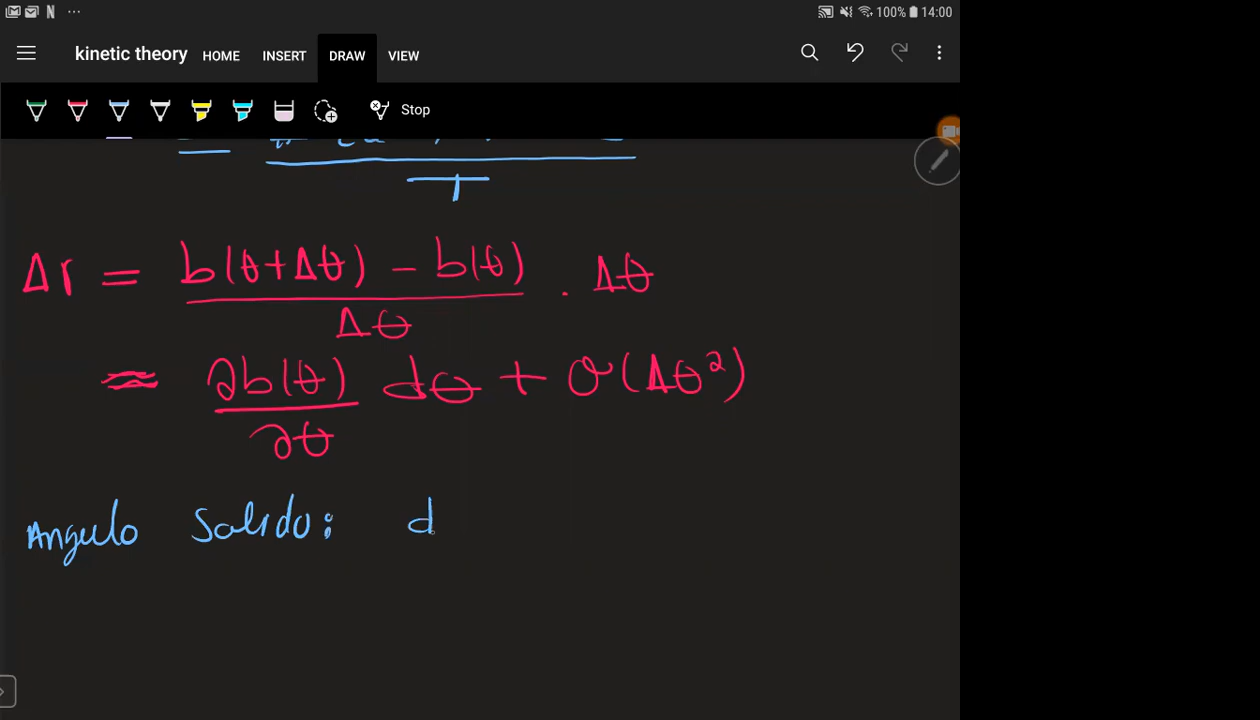 100% 14:00
kinetic theory HOME INSERT DRAW VIEW
Stop
T
Δr = b(θ+Δθ) - b(θ) / Δθ . Δθ
≈ ∂b(θ) / ∂θ dθ + O(Δθ²)
Angulo Solido: d